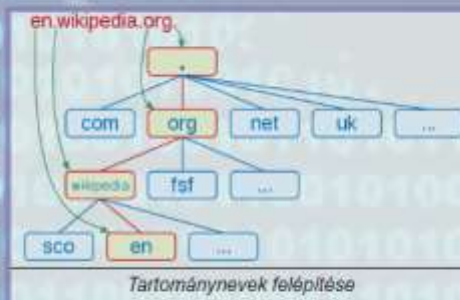 en.wikipedia.org.
.
com org net uk ...
wikipedia fsf ...
sco en ...
Tartománynevek felépítése